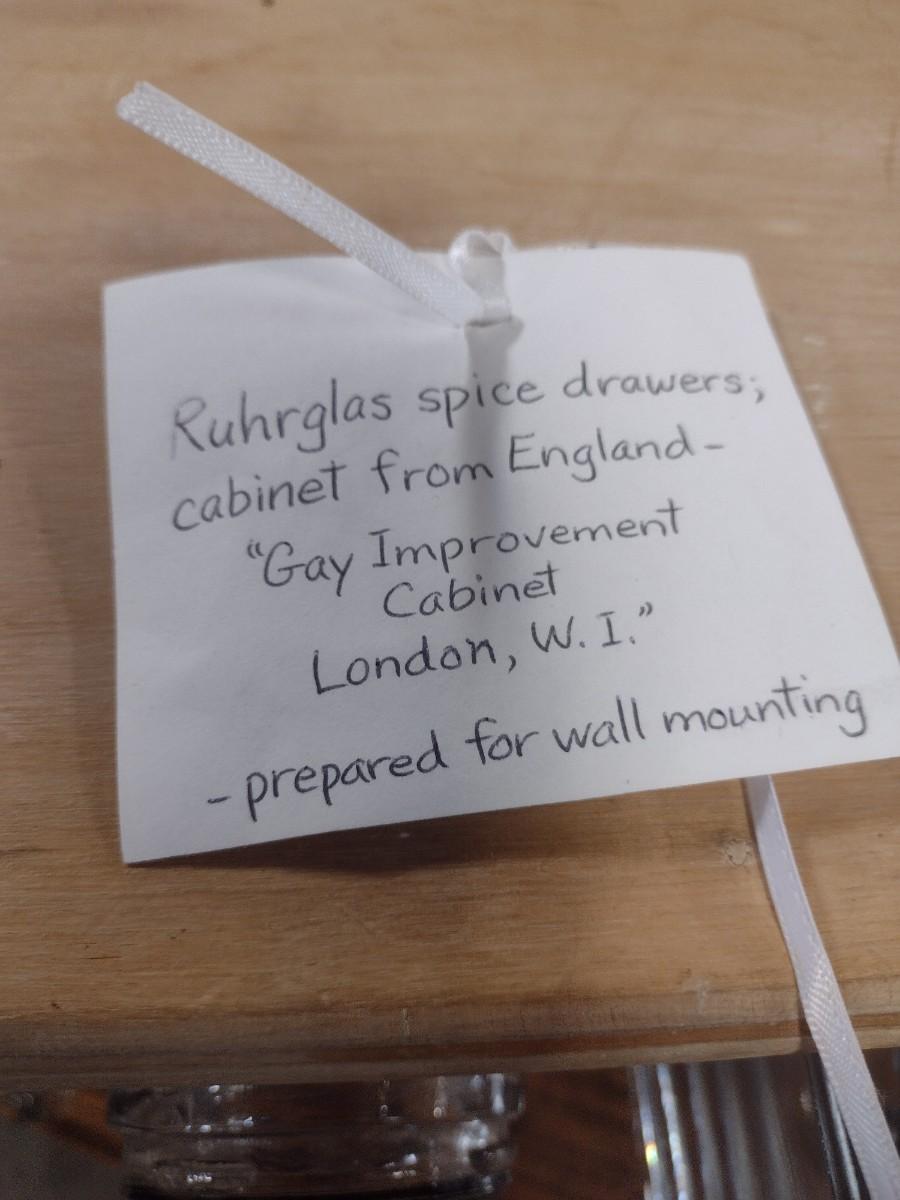 Ruhrglas spice drawers;
cabinet from England-
"Gay Improvement
Cabinet
London, W. I."
-prepared for wall mounting